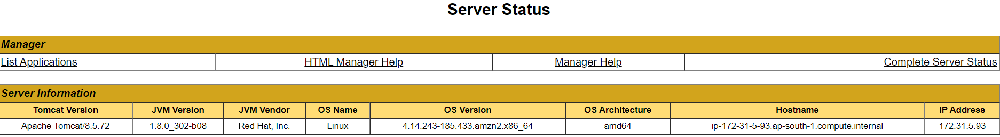 Server Status
Manager
List Applications HTML Manager Help Manager Help Complete Server Status
Server Information
Tomcat Version JVM Version JVM Vendor OS Name OS Version OS Architecture Hostname IP Address
Apache Tomcat/8.5.72 1.8.0_302-b08 Red Hat, Inc. Linux 4.14.243-185.433.amzn2.x86_64 amd64 ip-172-31-5-93.ap-south-1.compute.internal 172.31.5.93